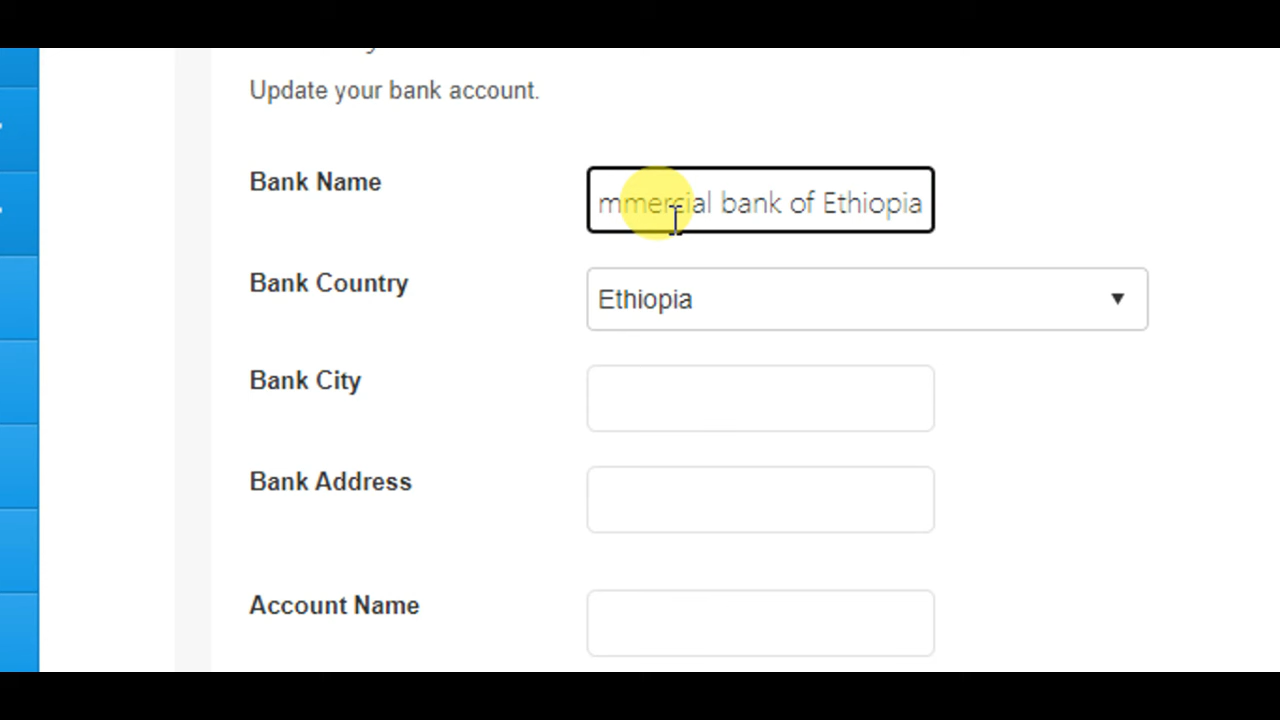 Update your bank account.
Bank Name
mmercial bank of Ethiopia
Bank Country
Ethiopia
Bank City
Bank Address
Account Name